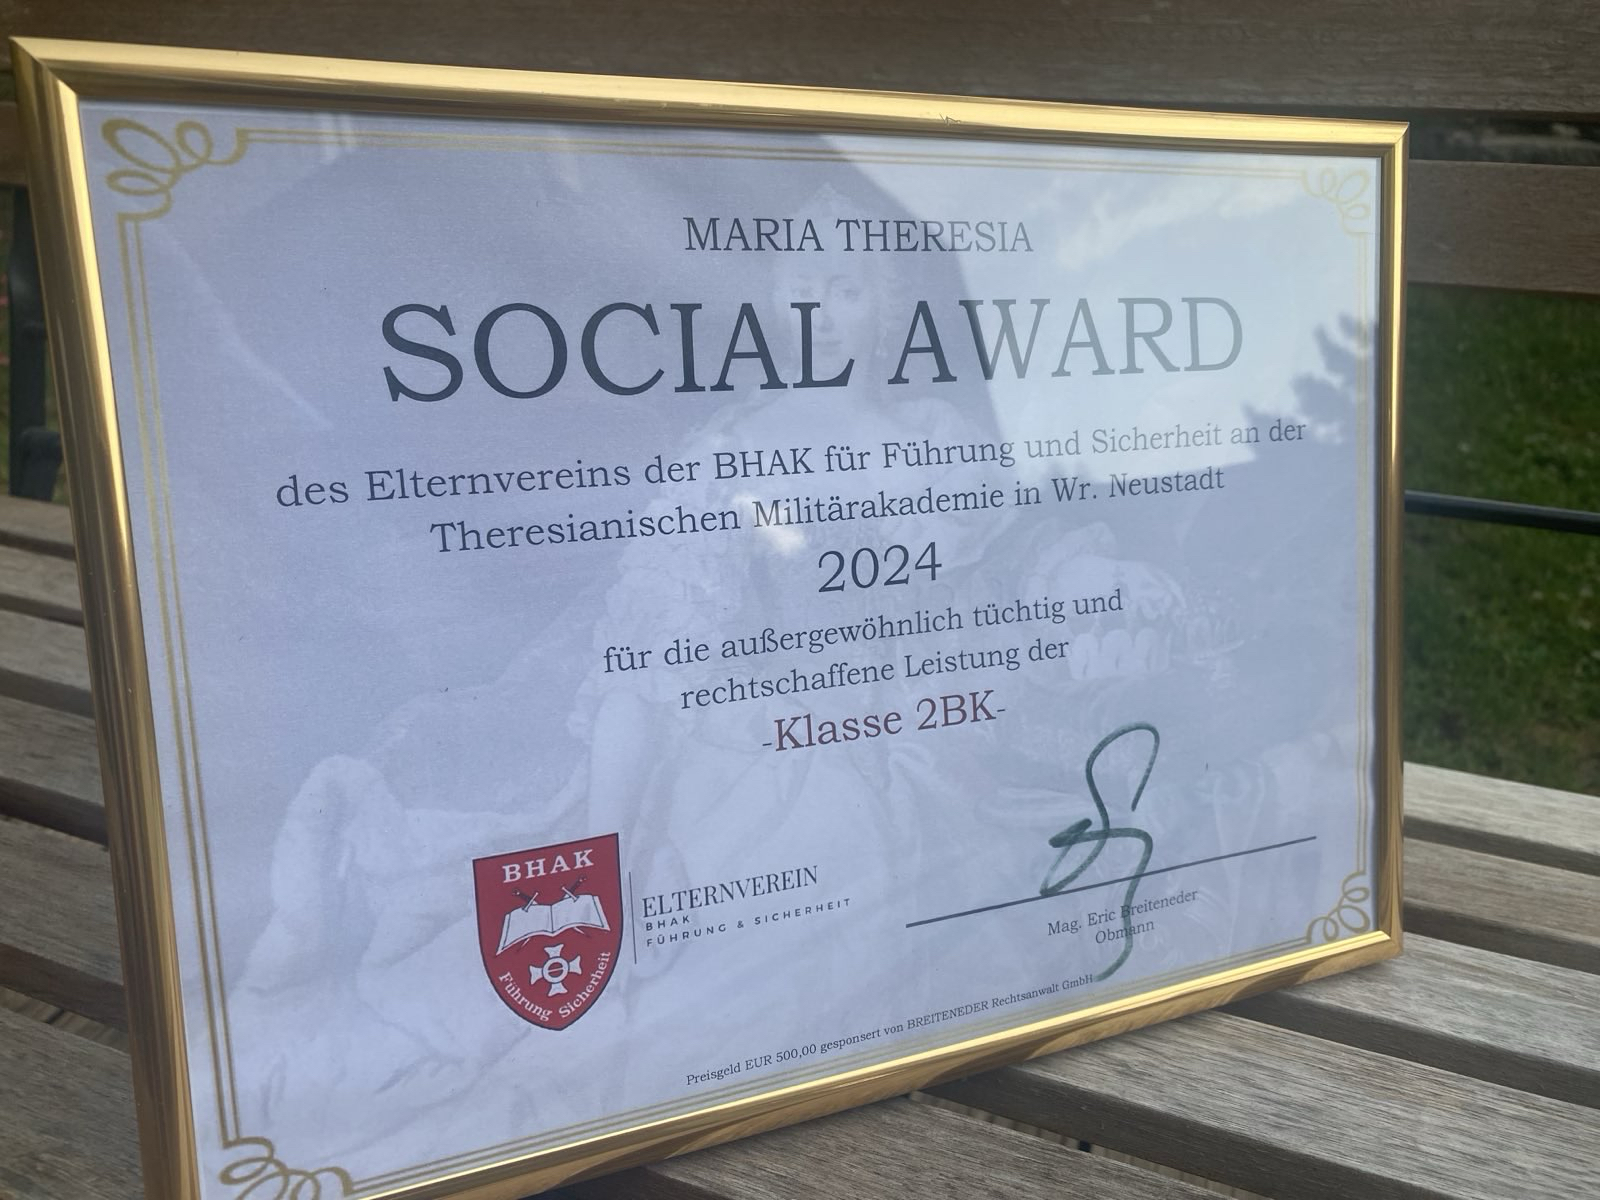 MARIA THERESIA
SOCIAL AWARD
des Elternvereins der BHAK für Führung und Sicherheit an der
Theresianischen Militärakademie in Wr. Neustadt
2024
für die außergewöhnlich tüchtig und
rechtschaffene Leistung der
-Klasse 2BK-
BHAK
Führung Sicherheit
ELTERNVEREIN
BHAK
FÜHRUNG & SICHERHEIT
Mag. Eric Breiteneder
Obmann
Preisgeld EUR 500,00 gesponsert von BREITENEDER Rechtsanwalt GmbH